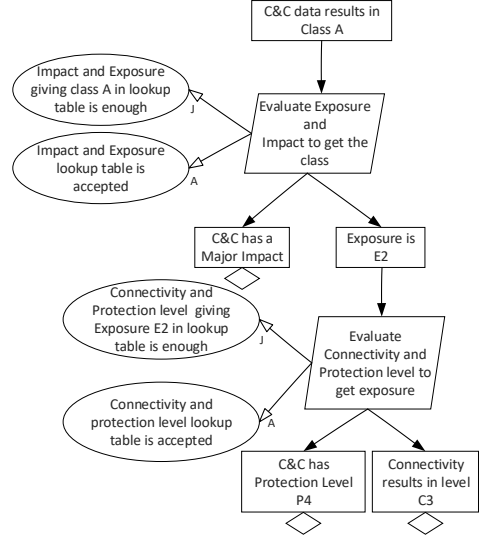 C&C data results in
Class A
Impact and Exposure
giving class A in lookup
table is enough
J
Evaluate Exposure
and
Impact to get the
class
Impact and Exposure
lookup table is
accepted
A
C&C has a
Major Impact
Exposure is
E2
Connectivity and
Protection level giving
Exposure E2 in lookup
table is enough
J
Evaluate
Connectivity and
Protection level to
get exposure
Connectivity and
protection level lookup
table is accepted
A
C&C has
Protection Level
P4
Connectivity
results in level
C3